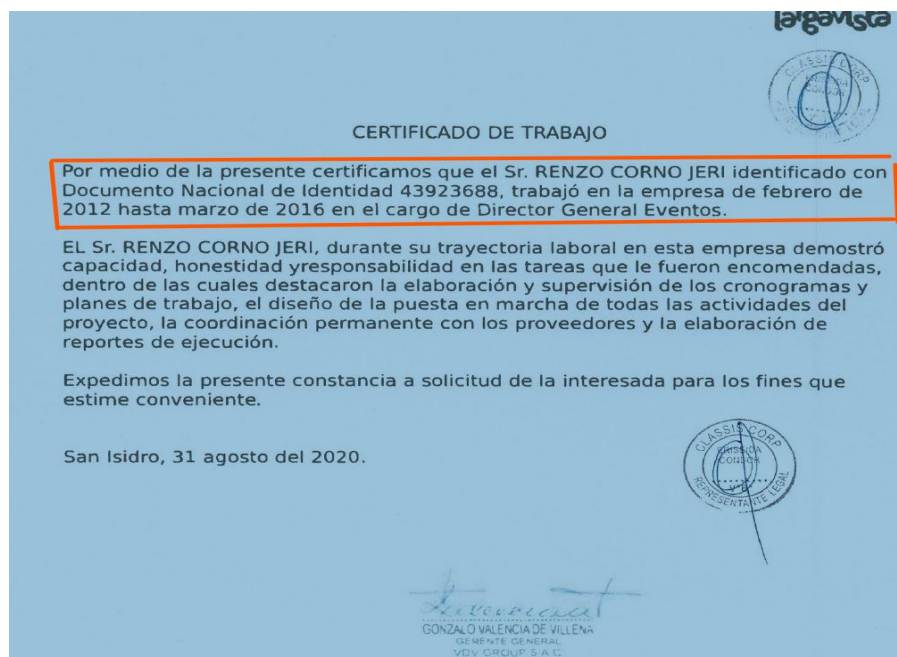 largavista
CLASSIS CORP
CERTIFICADO DE TRABAJO
Por medio de la presente certificamos que el Sr. RENZO CORNO JERI identificado con
Documento Nacional de Identidad 43923688, trabajó en la empresa de febrero de
2012 hasta marzo de 2016 en el cargo de Director General Eventos.
EL Sr. RENZO CORNO JERI, durante su trayectoria laboral en esta empresa demostró
capacidad, honestidad yresponsabilidad en las tareas que le fueron encomendadas,
dentro de las cuales destacaron la elaboración y supervisión de los cronogramas y
planes de trabajo, el diseño de la puesta en marcha de todas las actividades del
proyecto, la coordinación permanente con los proveedores y la elaboración de
reportes de ejecución.
Expedimos la presente constancia a solicitud de la interesada para los fines que
estime conveniente.
San Isidro, 31 agosto del 2020.
CLASSIS CORP
CONDOR
VºBº
REPRESENTANTE LEGAL
GONZALO VALENCIA DE VILLENA
GERENTE GENERAL
VDV GROUP S.A.C.